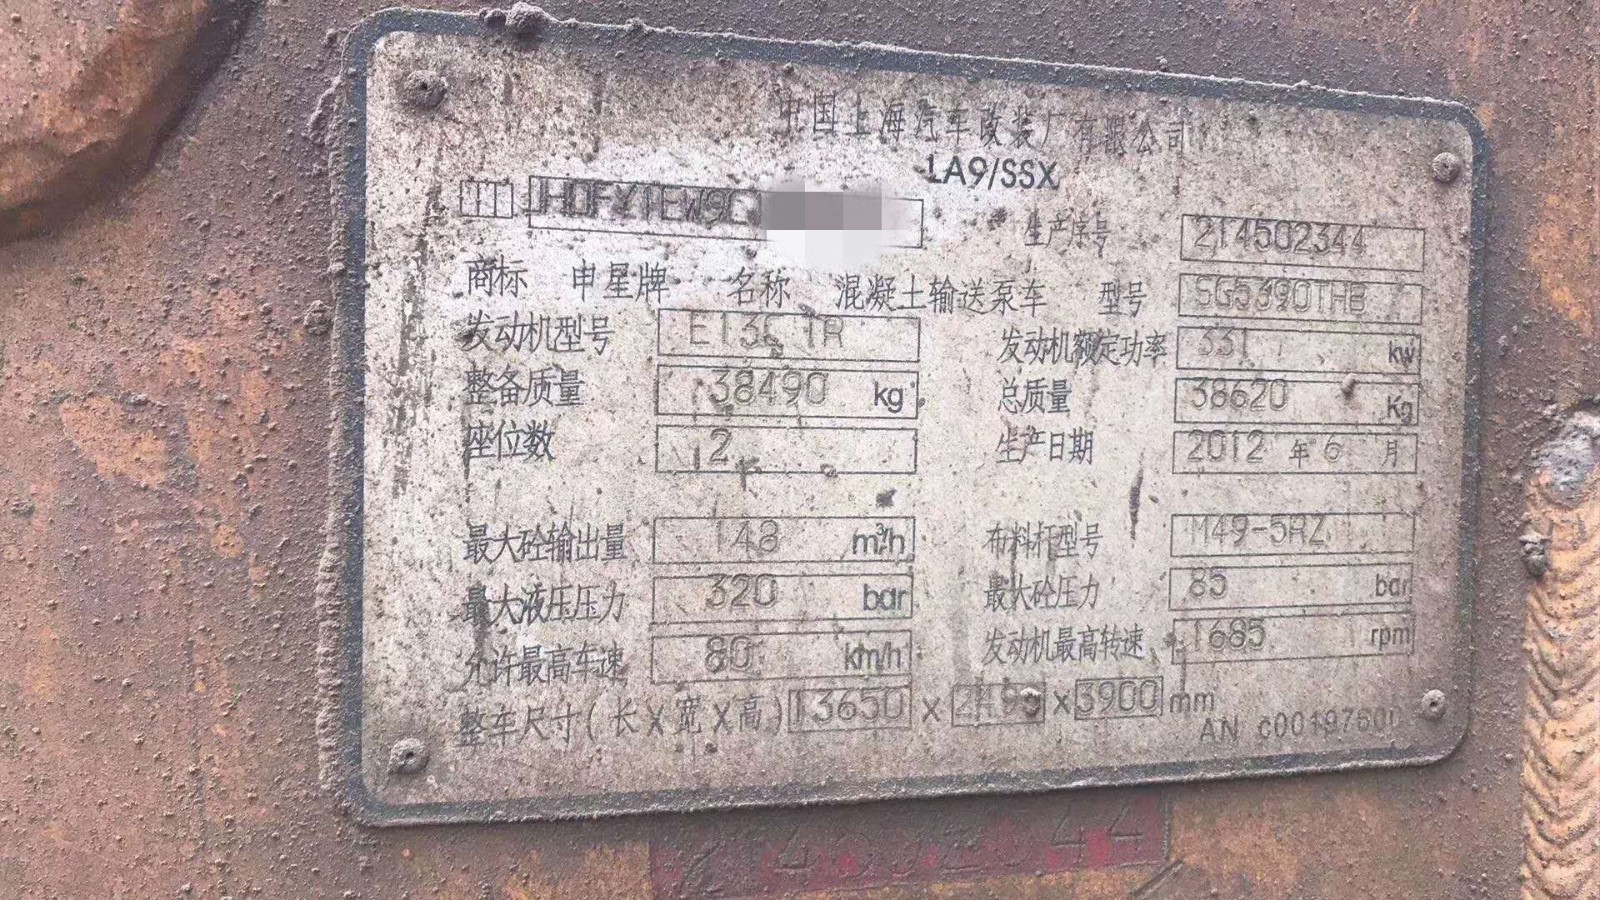 中国上海汽车改装厂有限公司
LA9/SSX
JHDFY1EW9C
生产序号 214502344
商标 申星牌 名称 混凝土输送泵车 型号 SG5390THB
发动机型号 E13C TR 发动机额定功率 331 kw
整备质量 38490 kg 总质量 38620 Kg
座位数 2 生产日期 2012 年 6 月
最大砼输出量 148 m³/h 布料杆型号 M49-5RZ
最大液压压力 320 bar 最大砼压力 85 bar
允许最高车速 80 km/h 发动机最高转速 1685 rpm
整车尺寸(长X宽X高) 13650 X X 3900 mm
AN c00197600
214502344